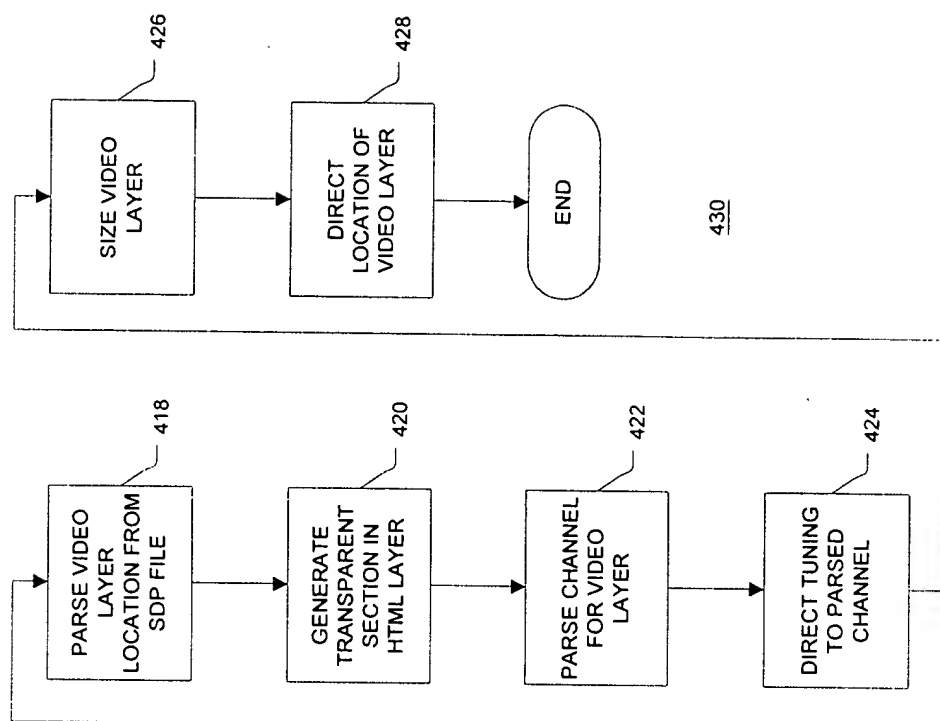 PARSE VIDEO
LAYER
LOCATION FROM
SDP FILE
418
GENERATE
TRANSPARENT
SECTION IN
HTML LAYER
420
PARSE CHANNEL
FOR VIDEO
LAYER
422
DIRECT TUNING
TO PARSED
CHANNEL
424
SIZE VIDEO
LAYER
426
DIRECT
LOCATION OF
VIDEO LAYER
428
END
430